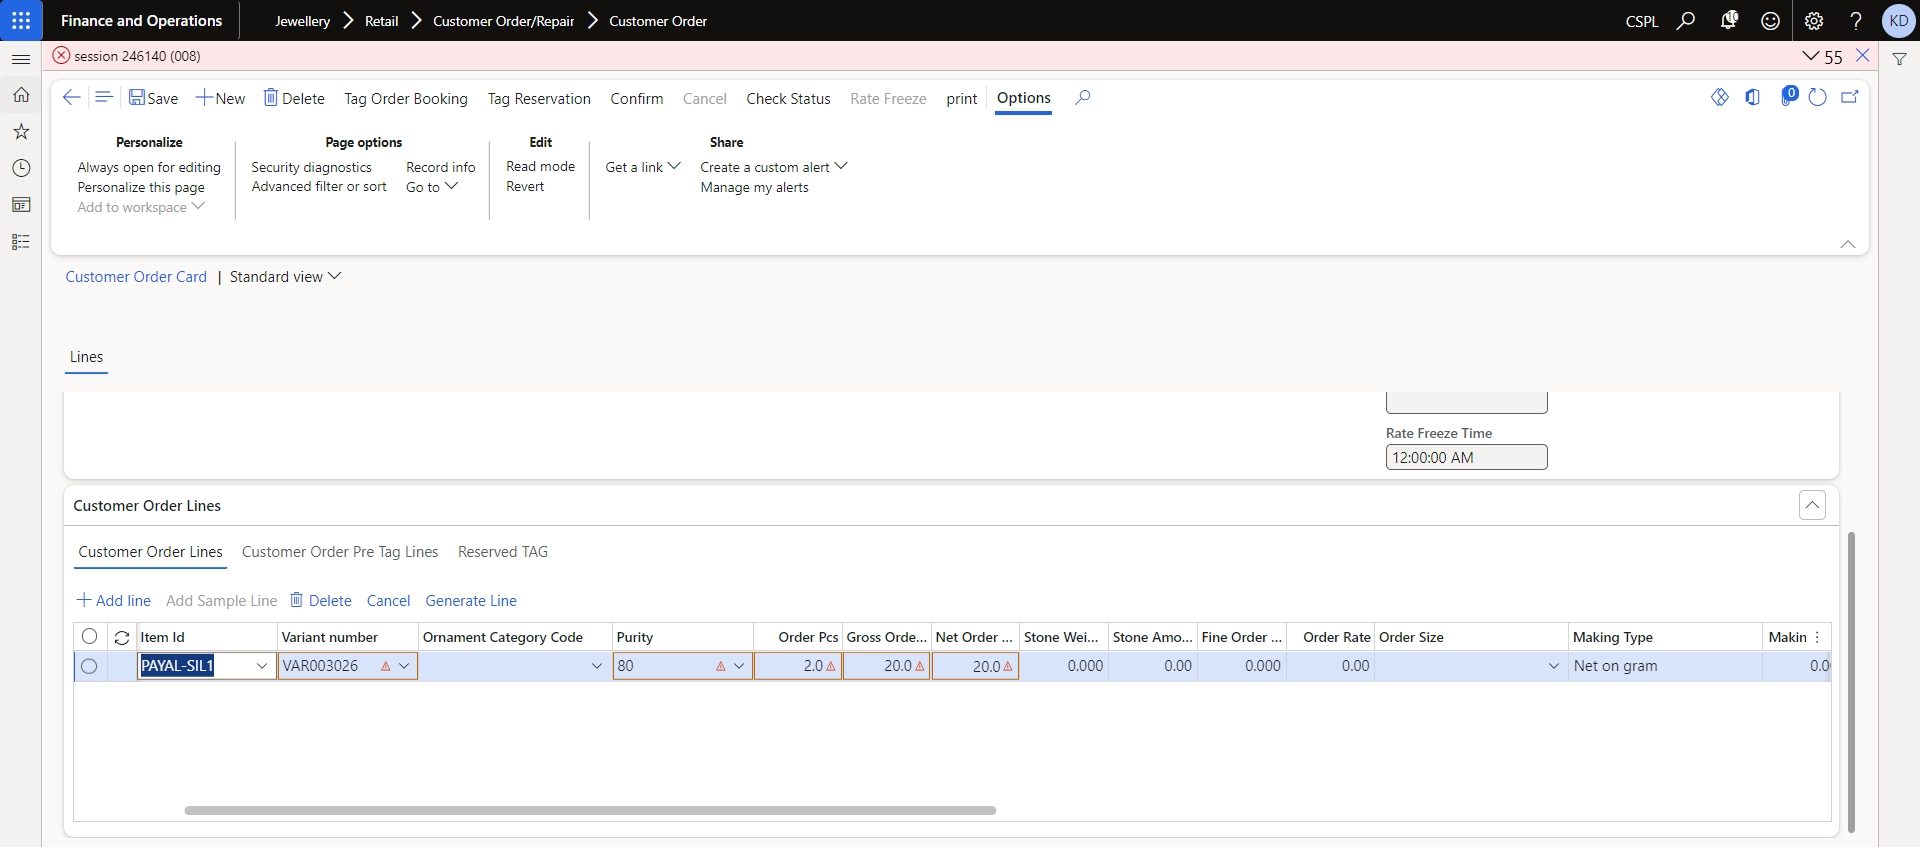 Finance and Operations
Jewellery > Retail > Customer Order/Repair > Customer Order
CSPL
10
?
KD
session 246140 (008)
55
Save
New
Delete
Tag Order Booking
Tag Reservation
Confirm
Cancel
Check Status
Rate Freeze
print
Options
0
Personalize
Always open for editing
Personalize this page
Add to workspace
Page options
Security diagnostics
Advanced filter or sort
Record info
Go to
Edit
Read mode
Revert
Share
Get a link
Create a custom alert
Manage my alerts
Customer Order Card | Standard view
Lines
Rate Freeze Time
12:00:00 AM
Customer Order Lines
Customer Order Lines
Customer Order Pre Tag Lines
Reserved TAG
+ Add line
Add Sample Line
Delete
Cancel
Generate Line
Item Id Variant number Ornament Category Code Purity Order Pcs Gross Orde... Net Order ... Stone Wei... Stone Amo... Fine Order ... Order Rate Order Size Making Type Makin
PAYAL-SIL1 VAR003026 80 2.0 20.0 20.0 0.000 0.00 0.000 0.00 Net on gram 0.0